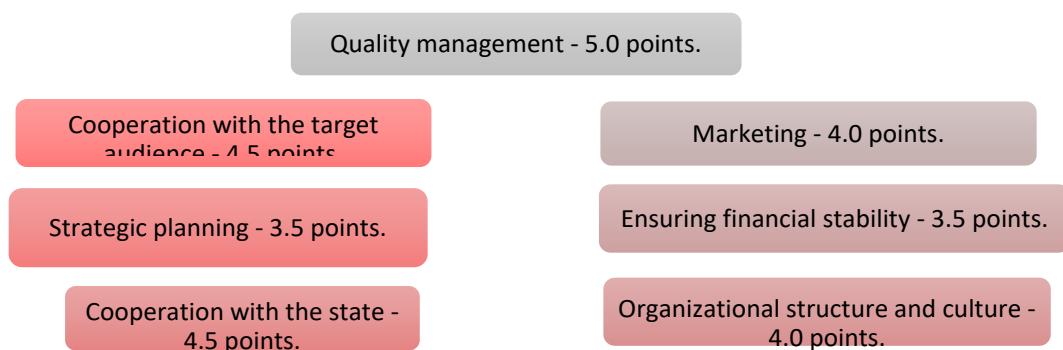 Quality management - 5.0 points.
Cooperation with the target
audience - 4.5 points.
Marketing - 4.0 points.
Strategic planning - 3.5 points.
Ensuring financial stability - 3.5 points.
Cooperation with the state -
4.5 points.
Organizational structure and culture -
4.0 points.